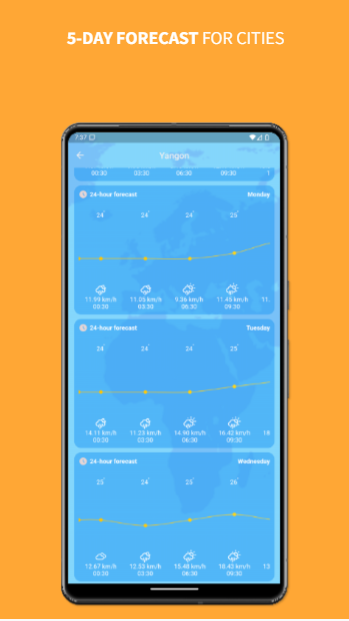 5-DAY FORECAST FOR CITIES
7:37
Yangon
00:30 03:30 06:30 09:30 1
24-hour forecast Monday
24° 24° 24° 25°
11.99 km/h 11.05 km/h 9.36 km/h 11.45 km/h 11.
00:30 03:30 06:30 09:30
24-hour forecast Tuesday
24° 24° 24° 25°
14.11 km/h 11.23 km/h 14.90 km/h 16.42 km/h 18
00:30 03:30 06:30 09:30
24-hour forecast Wednesday
25° 24° 25° 26°
12.67 km/h 12.53 km/h 15.48 km/h 18.43 km/h 13
00:30 03:30 06:30 09:30